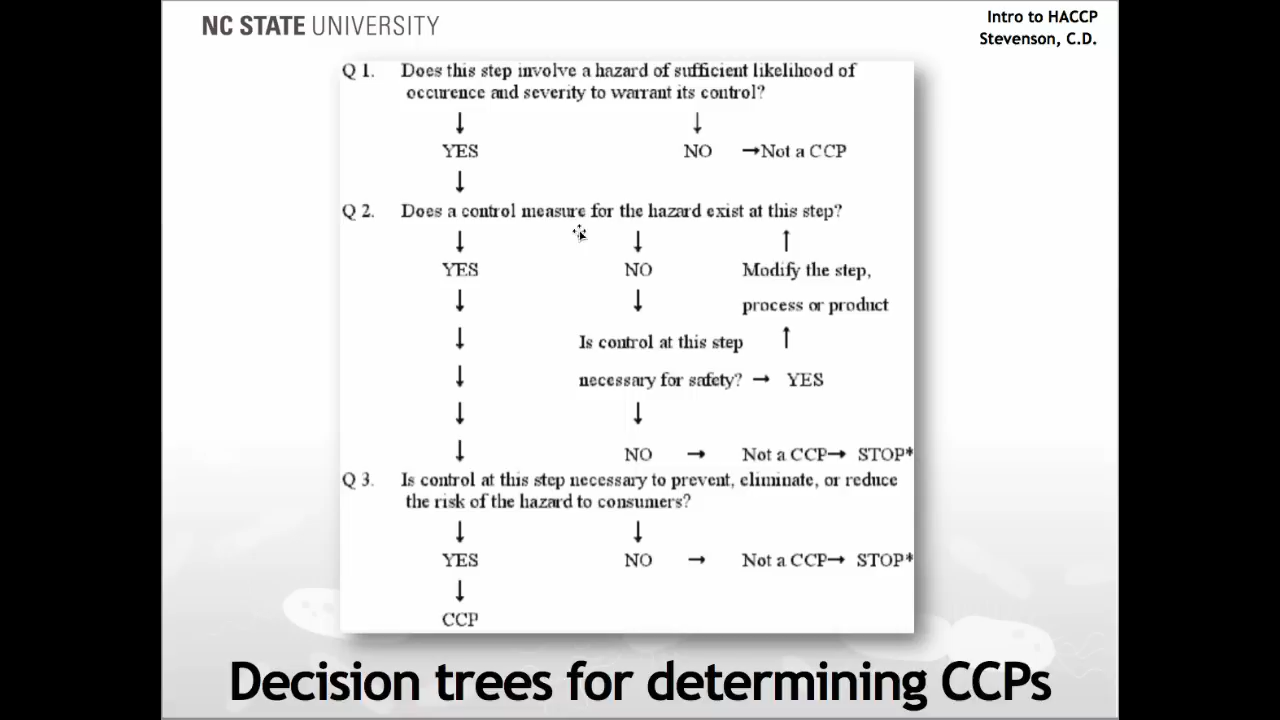 NC STATE UNIVERSITY
Intro to HACCP
Stevenson, C.D.
Q 1. Does this step involve a hazard of sufficient likelihood of
occurence and severity to warrant its control?
↓ ↓
YES NO →Not a CCP
↓
Q 2. Does a control measure for the hazard exist at this step?
↓ ↓ ↑
YES NO Modify the step,
↓ ↓ process or product
↓ Is control at this step ↑
↓ necessary for safety? → YES
↓ ↓
↓ NO → Not a CCP→ STOP*
Q 3. Is control at this step necessary to prevent, eliminate, or reduce
the risk of the hazard to consumers?
↓ ↓
YES NO → Not a CCP→ STOP*
↓
CCP
Decision trees for determining CCPs